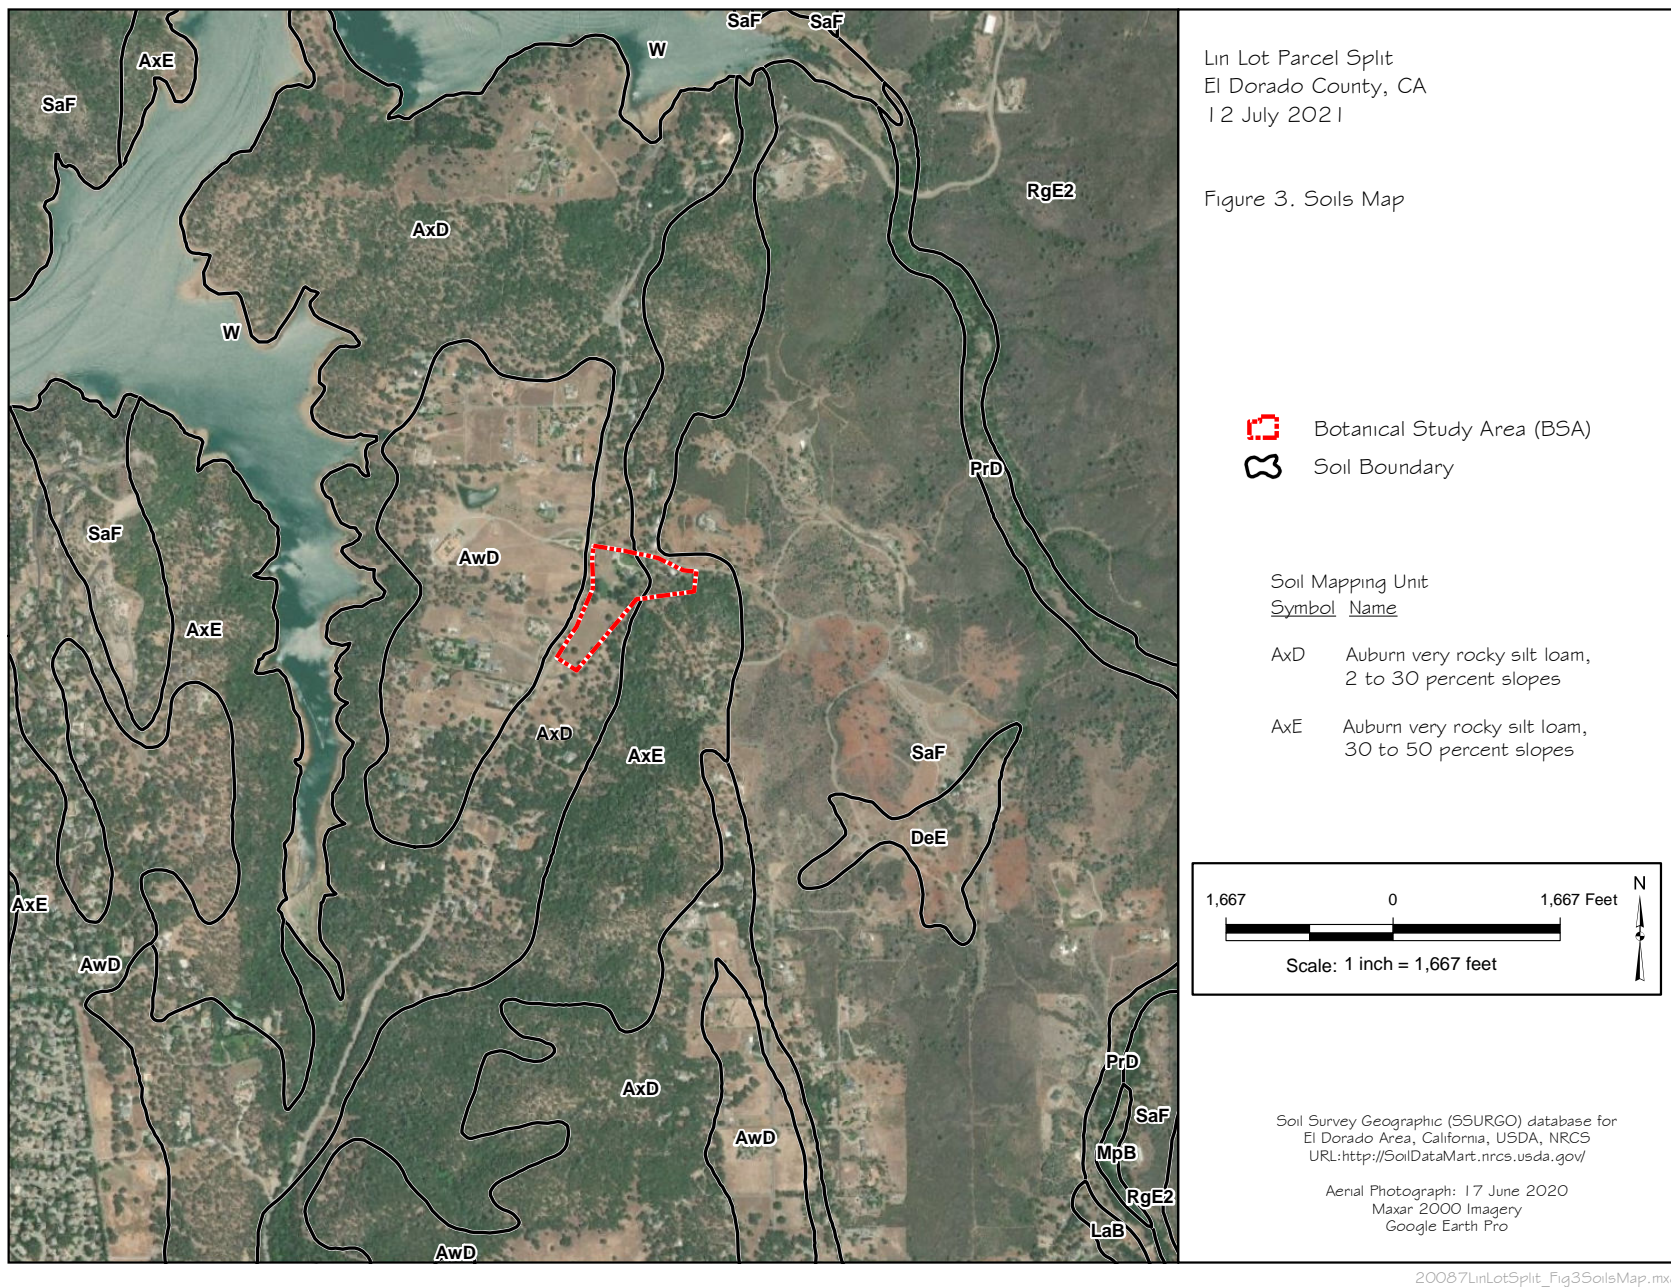 SaF
SaF
W
AxE
SaF
RgE2
AxD
W
PrD
SaF
AwD
AxE
AxD
AxE
SaF
DeE
AxE
AwD
PrD
AxD
SaF
AwD
MpB
RgE2
LaB
AwD
Lin Lot Parcel Split
El Dorado County, CA
12 July 2021
Figure 3. Soils Map
Botanical Study Area (BSA)
Soil Boundary
Soil Mapping Unit
Symbol Name
AxD Auburn very rocky silt loam,
2 to 30 percent slopes
AxE Auburn very rocky silt loam,
30 to 50 percent slopes
1,667 0 1,667 Feet
N
Scale: 1 inch = 1,667 feet
Soil Survey Geographic (SSURGO) database for
El Dorado Area, California, USDA, NRCS
URL:http://SoilDataMart.nrcs.usda.gov/
Aerial Photograph: 17 June 2020
Maxar 2000 Imagery
Google Earth Pro
20087LinLotSplit_Fig3SoilsMap.mx